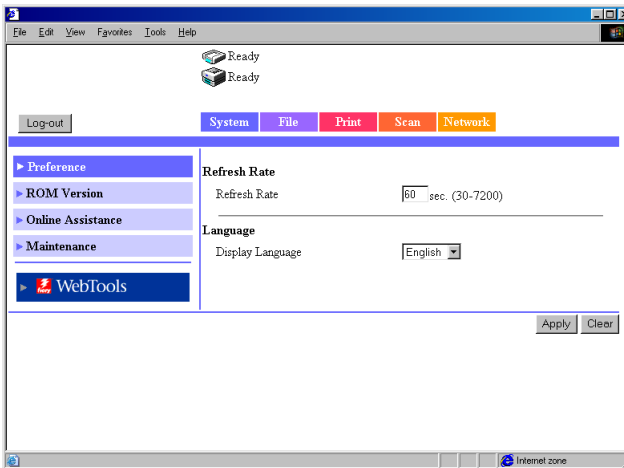 File Edit View Favorites Tools Help
Ready
Ready
Log-out
System File Print Scan Network
Preference
ROM Version
Online Assistance
Maintenance
WebTools
Refresh Rate
Refresh Rate 60 sec. (30-7200)
Language
Display Language English
Apply Clear
Internet zone